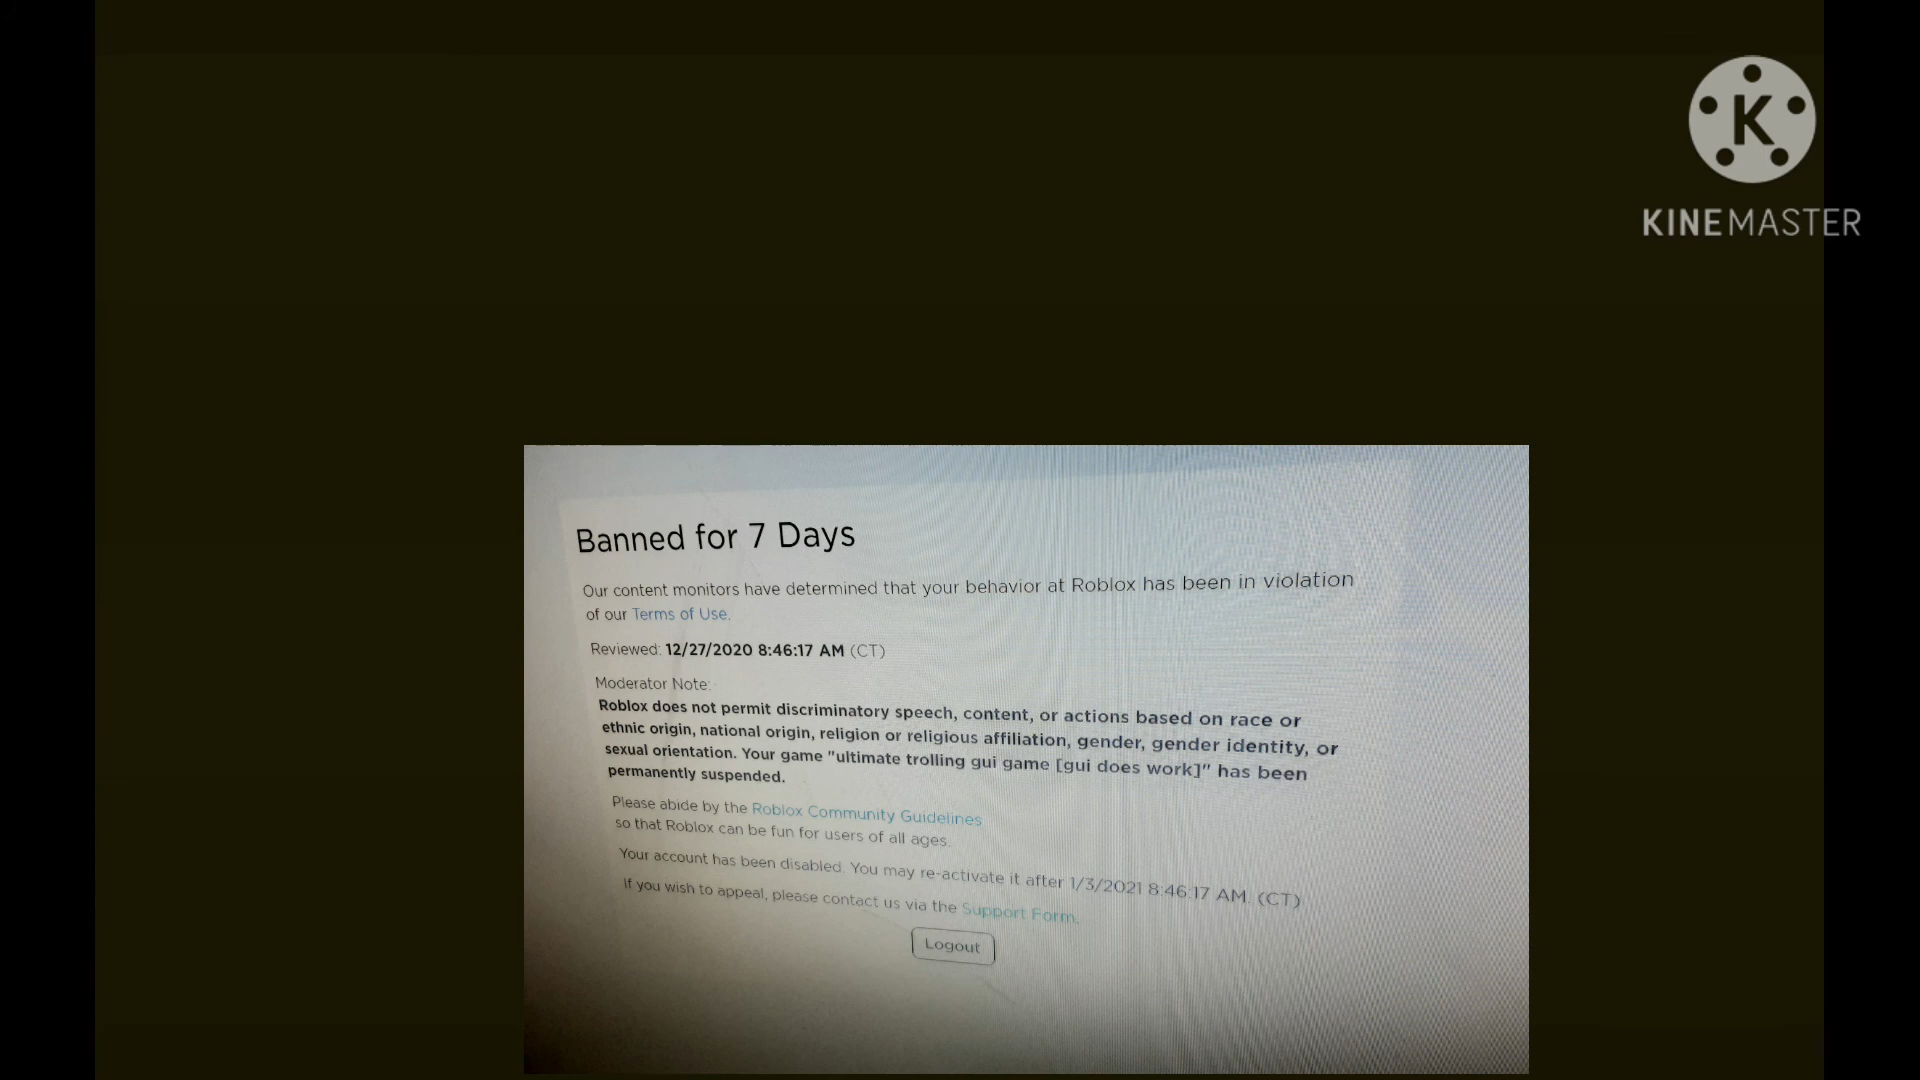 K
KINEMASTER
Banned for 7 Days
Our content monitors have determined that your behavior at Roblox has been in violation
of our Terms of Use.
Reviewed: 12/27/2020 8:46:17 AM (CT)
Moderator Note:
Roblox does not permit discriminatory speech, content, or actions based on race or
ethnic origin, national origin, religion or religious affiliation, gender, gender identity, or
sexual orientation. Your game "ultimate trolling gui game [gui does work]" has been
permanently suspended.
Please abide by the Roblox Community Guidelines
so that Roblox can be fun for users of all ages.
Your account has been disabled. You may re-activate it after 1/3/2021 8:46:17 AM. (CT)
If you wish to appeal, please contact us via the Support Form.
Logout